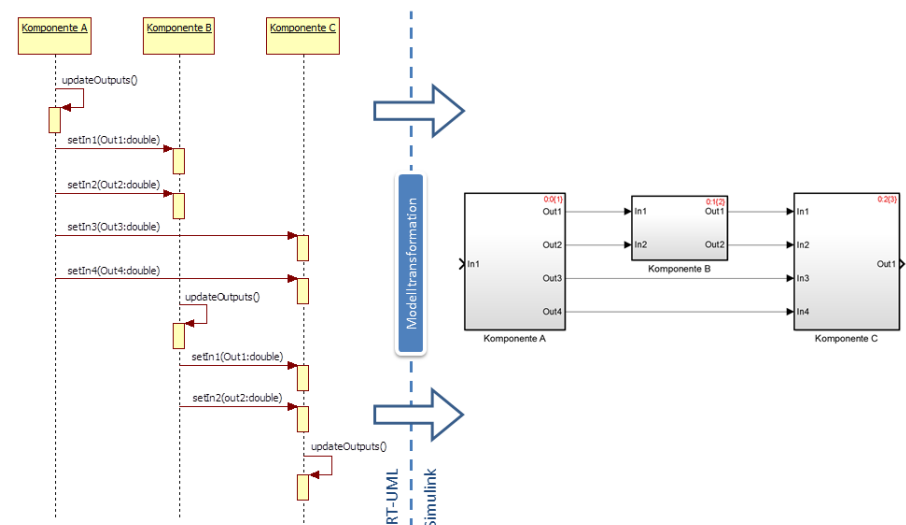 Komponente A
Komponente B
Komponente C
updateOutputs()
setIn1(Out1:double)
setIn2(Out2:double)
setIn3(Out3:double)
setIn4(Out4:double)
updateOutputs()
setIn1(Out1:double)
setIn2(out2:double)
updateOutputs()
Modelltransformation
RT-UML
Simulink
0:0{1}
In1
Out1
Out2
Out3
Out4
Komponente A
0:1{2}
In1
Out1
In2
Out2
Komponente B
0:2{3}
In1
In2
In3
In4
Out1
Komponente C